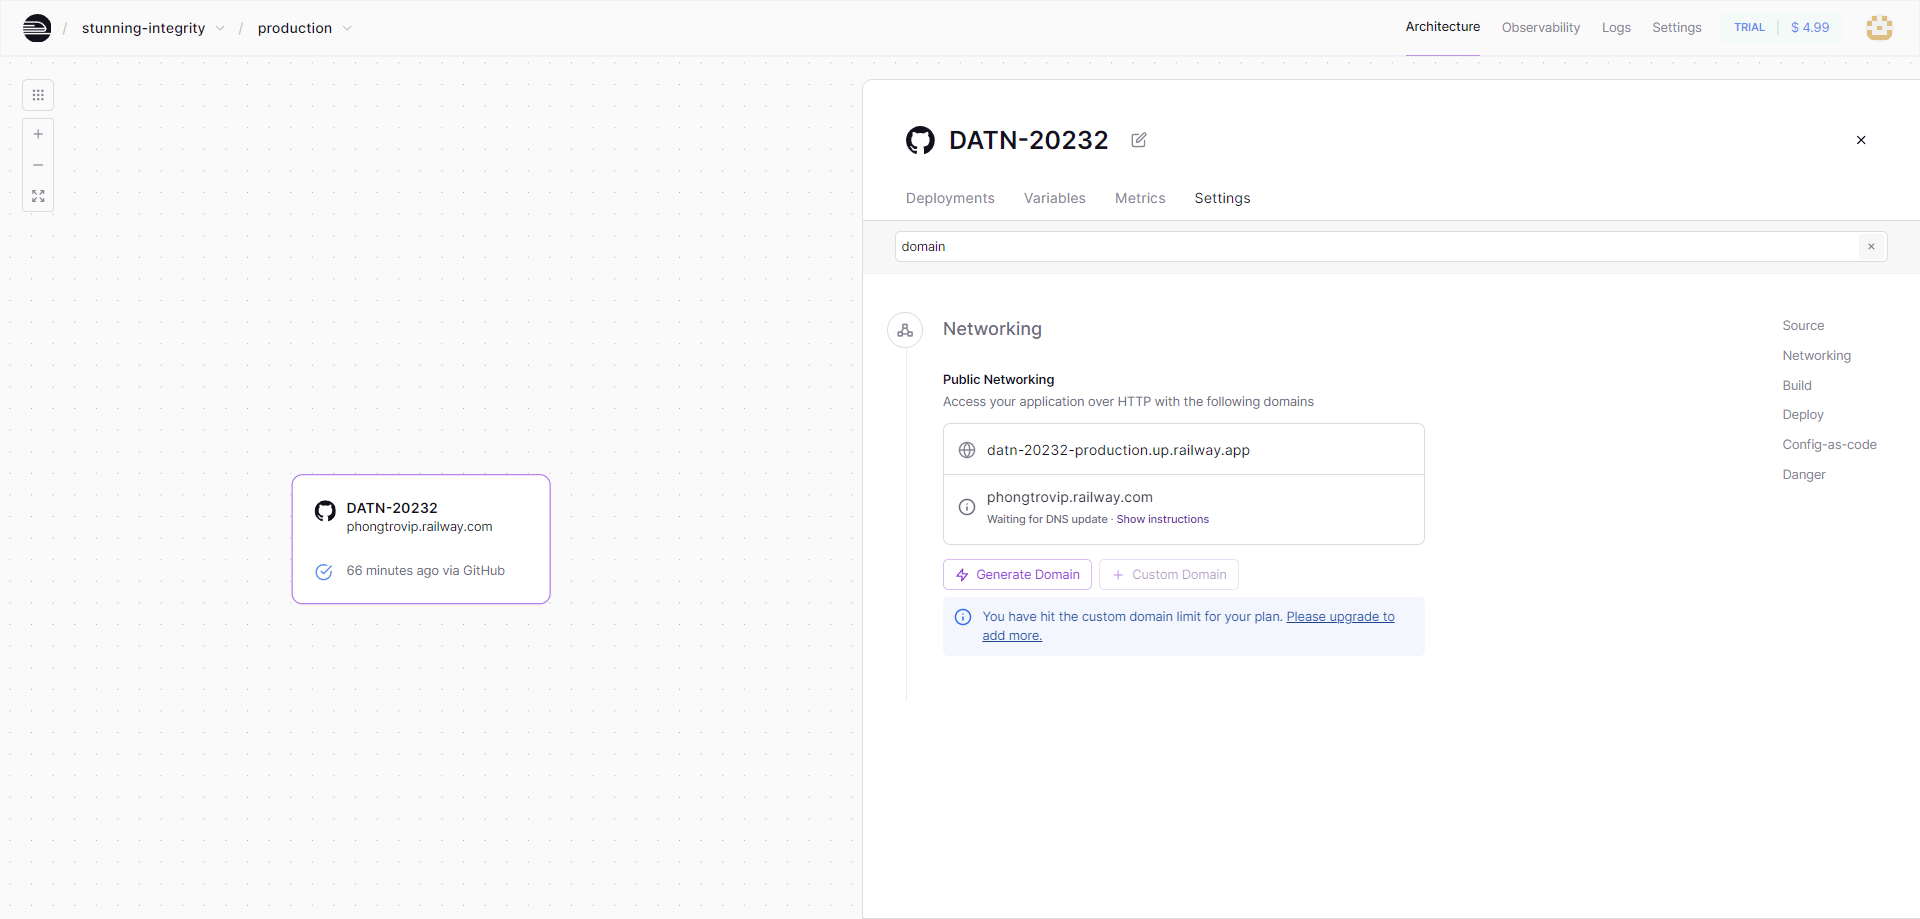 / stunning-integrity / production
Architecture Observability Logs Settings TRIAL $ 4.99
DATN-20232
Deployments Variables Metrics Settings
domain
Networking
Public Networking
Access your application over HTTP with the following domains
datn-20232-production.up.railway.app
phongtrovip.railway.com
Waiting for DNS update · Show instructions
Generate Domain + Custom Domain
You have hit the custom domain limit for your plan. Please upgrade to
add more.
Source
Networking
Build
Deploy
Config-as-code
Danger
DATN-20232
phongtrovip.railway.com
66 minutes ago via GitHub